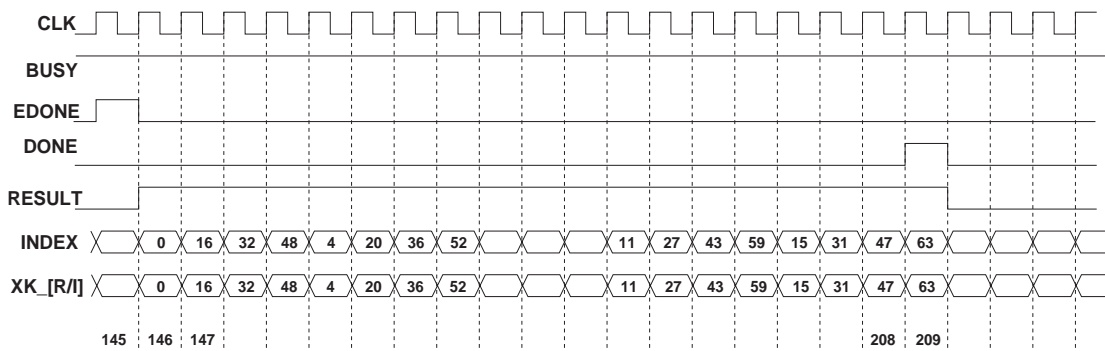 CLK
BUSY
EDONE
DONE
RESULT
INDEX 0 16 32 48 4 20 36 52 11 27 43 59 15 31 47 63
XK_[R/I] 0 16 32 48 4 20 36 52 11 27 43 59 15 31 47 63
145 146 147 208 209